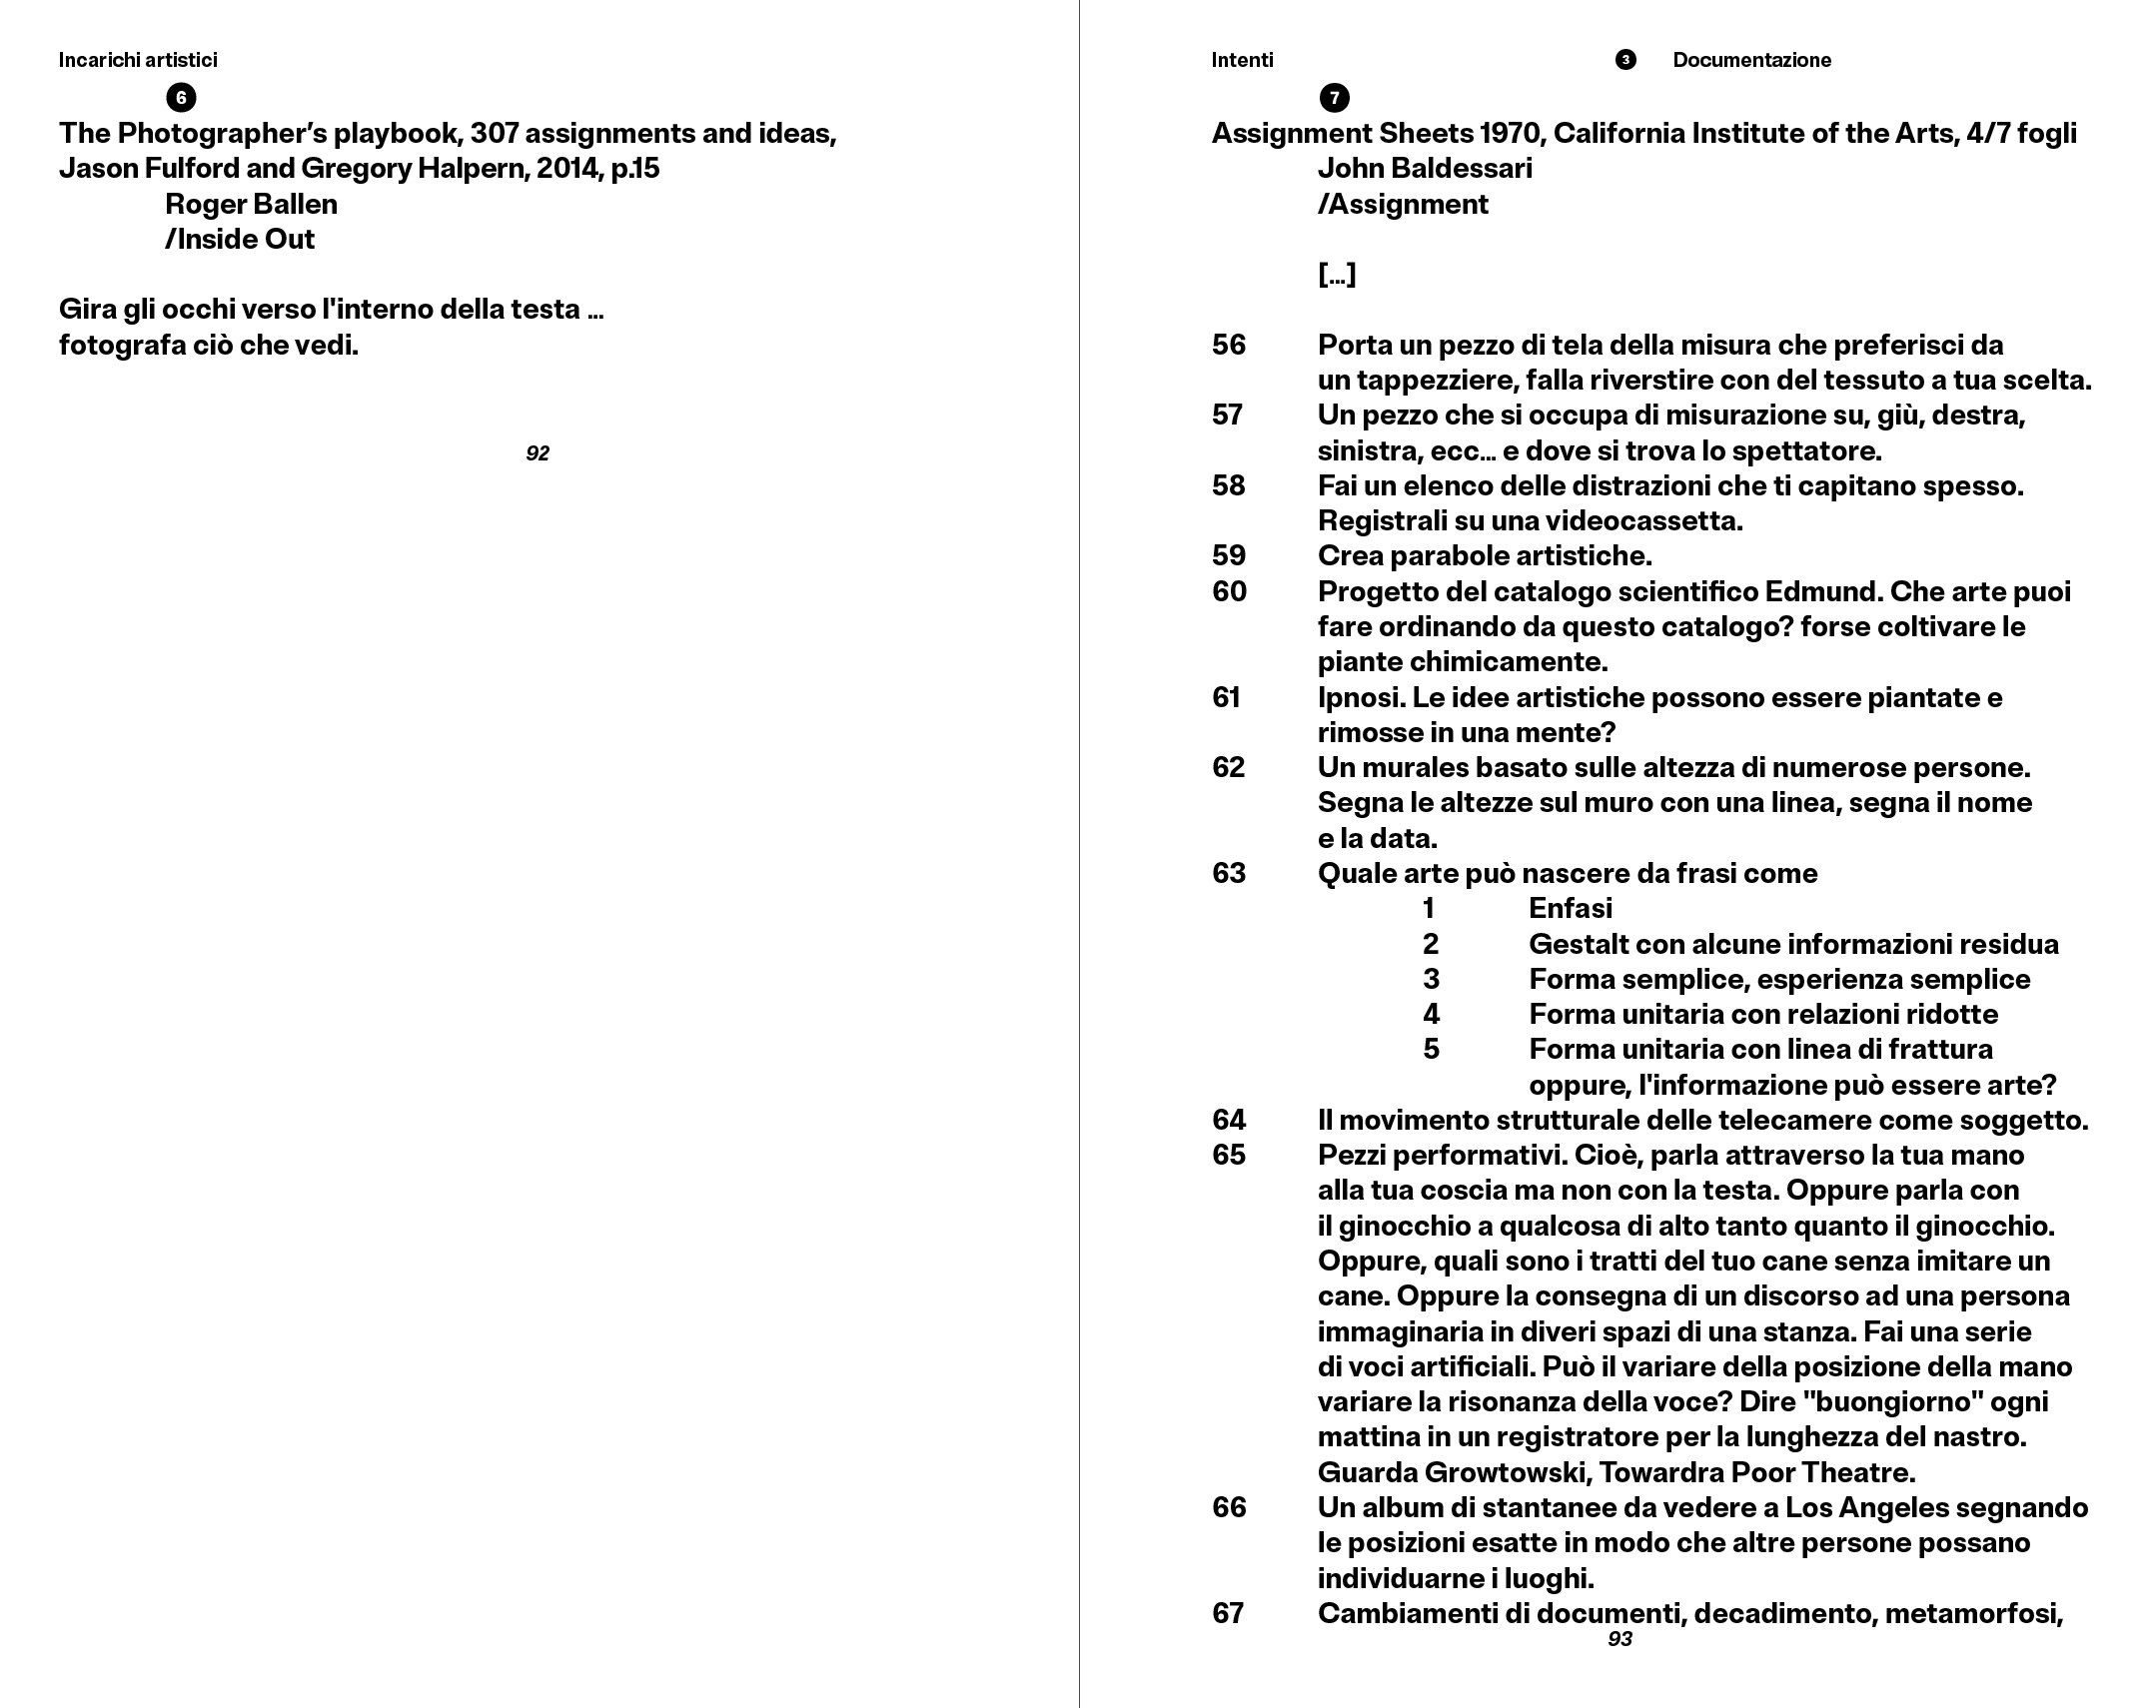 Incarichi artistici
6
The Photographer’s playbook, 307 assignments and ideas,
Jason Fulford and Gregory Halpern, 2014, p.15
Roger Ballen
/Inside Out
Gira gli occhi verso l'interno della testa ...
fotografa ciò che vedi.
92
Intenti 3 Documentazione
7
Assignment Sheets 1970, California Institute of the Arts, 4/7 fogli
John Baldessari
/Assignment
[...]
56 Porta un pezzo di tela della misura che preferisci da
un tappezziere, falla riverstire con del tessuto a tua scelta.
57 Un pezzo che si occupa di misurazione su, giù, destra,
sinistra, ecc... e dove si trova lo spettatore.
58 Fai un elenco delle distrazioni che ti capitano spesso.
Registrali su una videocassetta.
59 Crea parabole artistiche.
60 Progetto del catalogo scientifico Edmund. Che arte puoi
fare ordinando da questo catalogo? forse coltivare le
piante chimicamente.
61 Ipnosi. Le idee artistiche possono essere piantate e
rimosse in una mente?
62 Un murales basato sulle altezza di numerose persone.
Segna le altezze sul muro con una linea, segna il nome
e la data.
63 Quale arte può nascere da frasi come
1 Enfasi
2 Gestalt con alcune informazioni residua
3 Forma semplice, esperienza semplice
4 Forma unitaria con relazioni ridotte
5 Forma unitaria con linea di frattura
oppure, l'informazione può essere arte?
64 Il movimento strutturale delle telecamere come soggetto.
65 Pezzi performativi. Cioè, parla attraverso la tua mano
alla tua coscia ma non con la testa. Oppure parla con
il ginocchio a qualcosa di alto tanto quanto il ginocchio.
Oppure, quali sono i tratti del tuo cane senza imitare un
cane. Oppure la consegna di un discorso ad una persona
immaginaria in diveri spazi di una stanza. Fai una serie
di voci artificiali. Può il variare della posizione della mano
variare la risonanza della voce? Dire "buongiorno" ogni
mattina in un registratore per la lunghezza del nastro.
Guarda Growtowski, Towardra Poor Theatre.
66 Un album di stantanee da vedere a Los Angeles segnando
le posizioni esatte in modo che altre persone possano
individuarne i luoghi.
67 Cambiamenti di documenti, decadimento, metamorfosi,
93